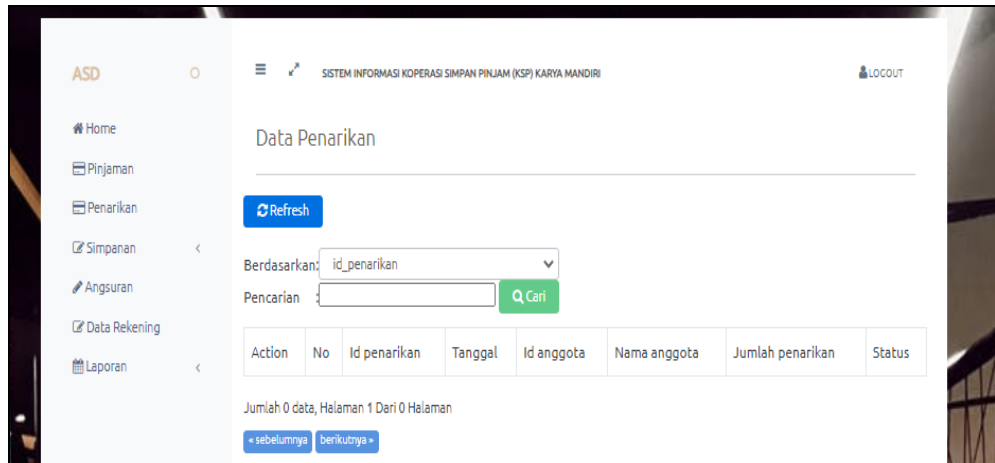 ASD
SISTEM INFORMASI KOPERASI SIMPAN PINJAM (KSP) KARYA MANDIRI
LOGOUT
Home
Pinjaman
Penarikan
Simpanan
Angsuran
Data Rekening
Laporan
Data Penarikan
Refresh
Berdasarkan: id_penarikan
Pencarian : Cari
Action No Id penarikan Tanggal Id anggota Nama anggota Jumlah penarikan Status
Jumlah 0 data, Halaman 1 Dari 0 Halaman
« sebelumnya berikutnya »